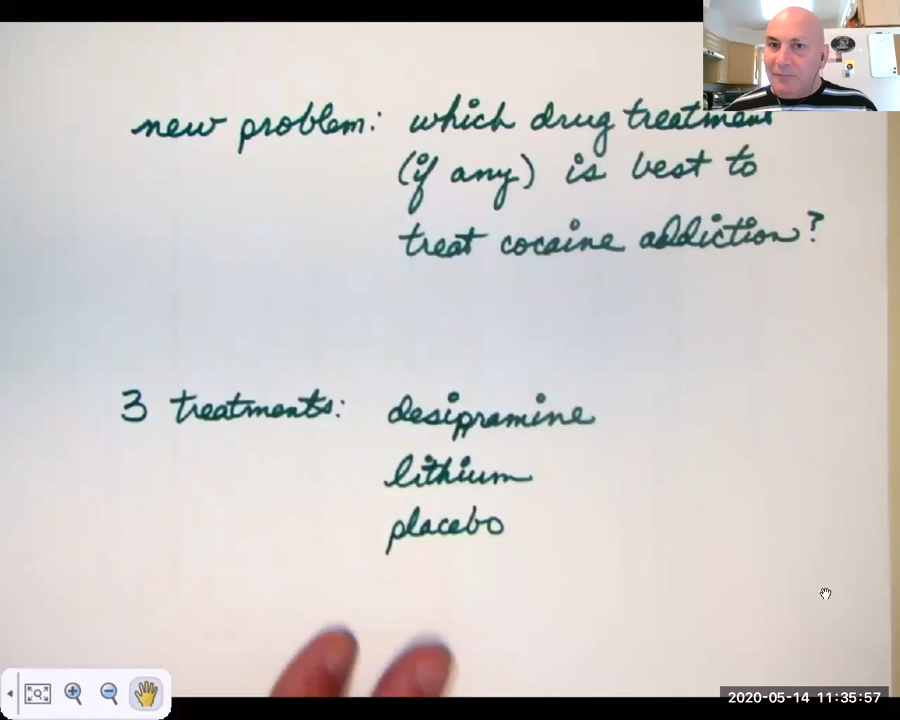 new problem: which drug treatment
(if any) is best to
treat cocaine addiction?
3 treatments: desipramine
lithium
placebo
2020-05-14 11:35:57